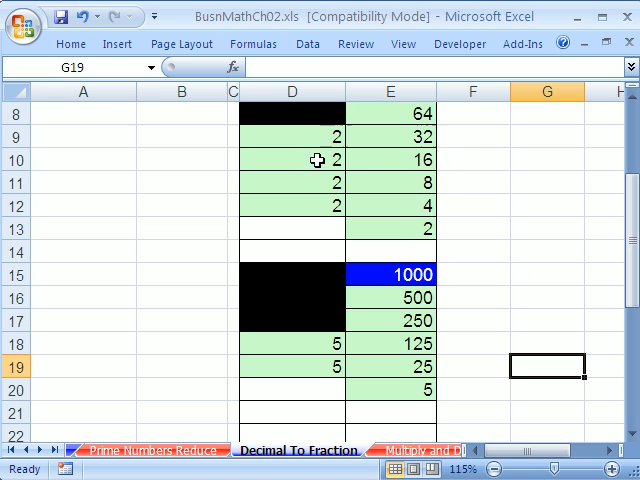 BusnMathCh02.xls [Compatibility Mode] - Microsoft Excel
Home Insert Page Layout Formulas Data Review View Developer Add-Ins
G19 fx
A B C D E F G H
8 64
9 2 32
10 2 16
11 2 8
12 2 4
13 2
14
15 1000
16 500
17 250
18 5 125
19 5 25
20 5
21
22
Prime Numbers Reduce Decimal To Fraction Multiply and D
Ready 115%